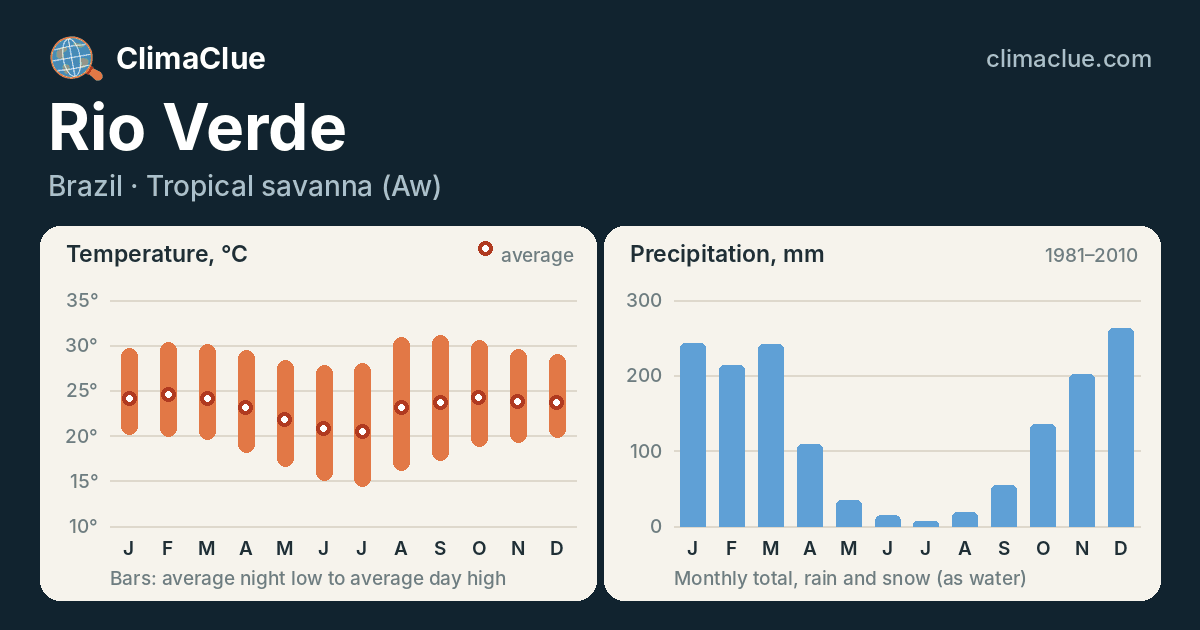 ClimaClue
climaclue.com
Rio Verde
Brazil · Tropical savanna (Aw)
Temperature, °C
average
35°
30°
25°
20°
15°
10°
J F M A M J J A S O N D
Bars: average night low to average day high
Precipitation, mm
1981–2010
300
200
100
0
J F M A M J J A S O N D
Monthly total, rain and snow (as water)